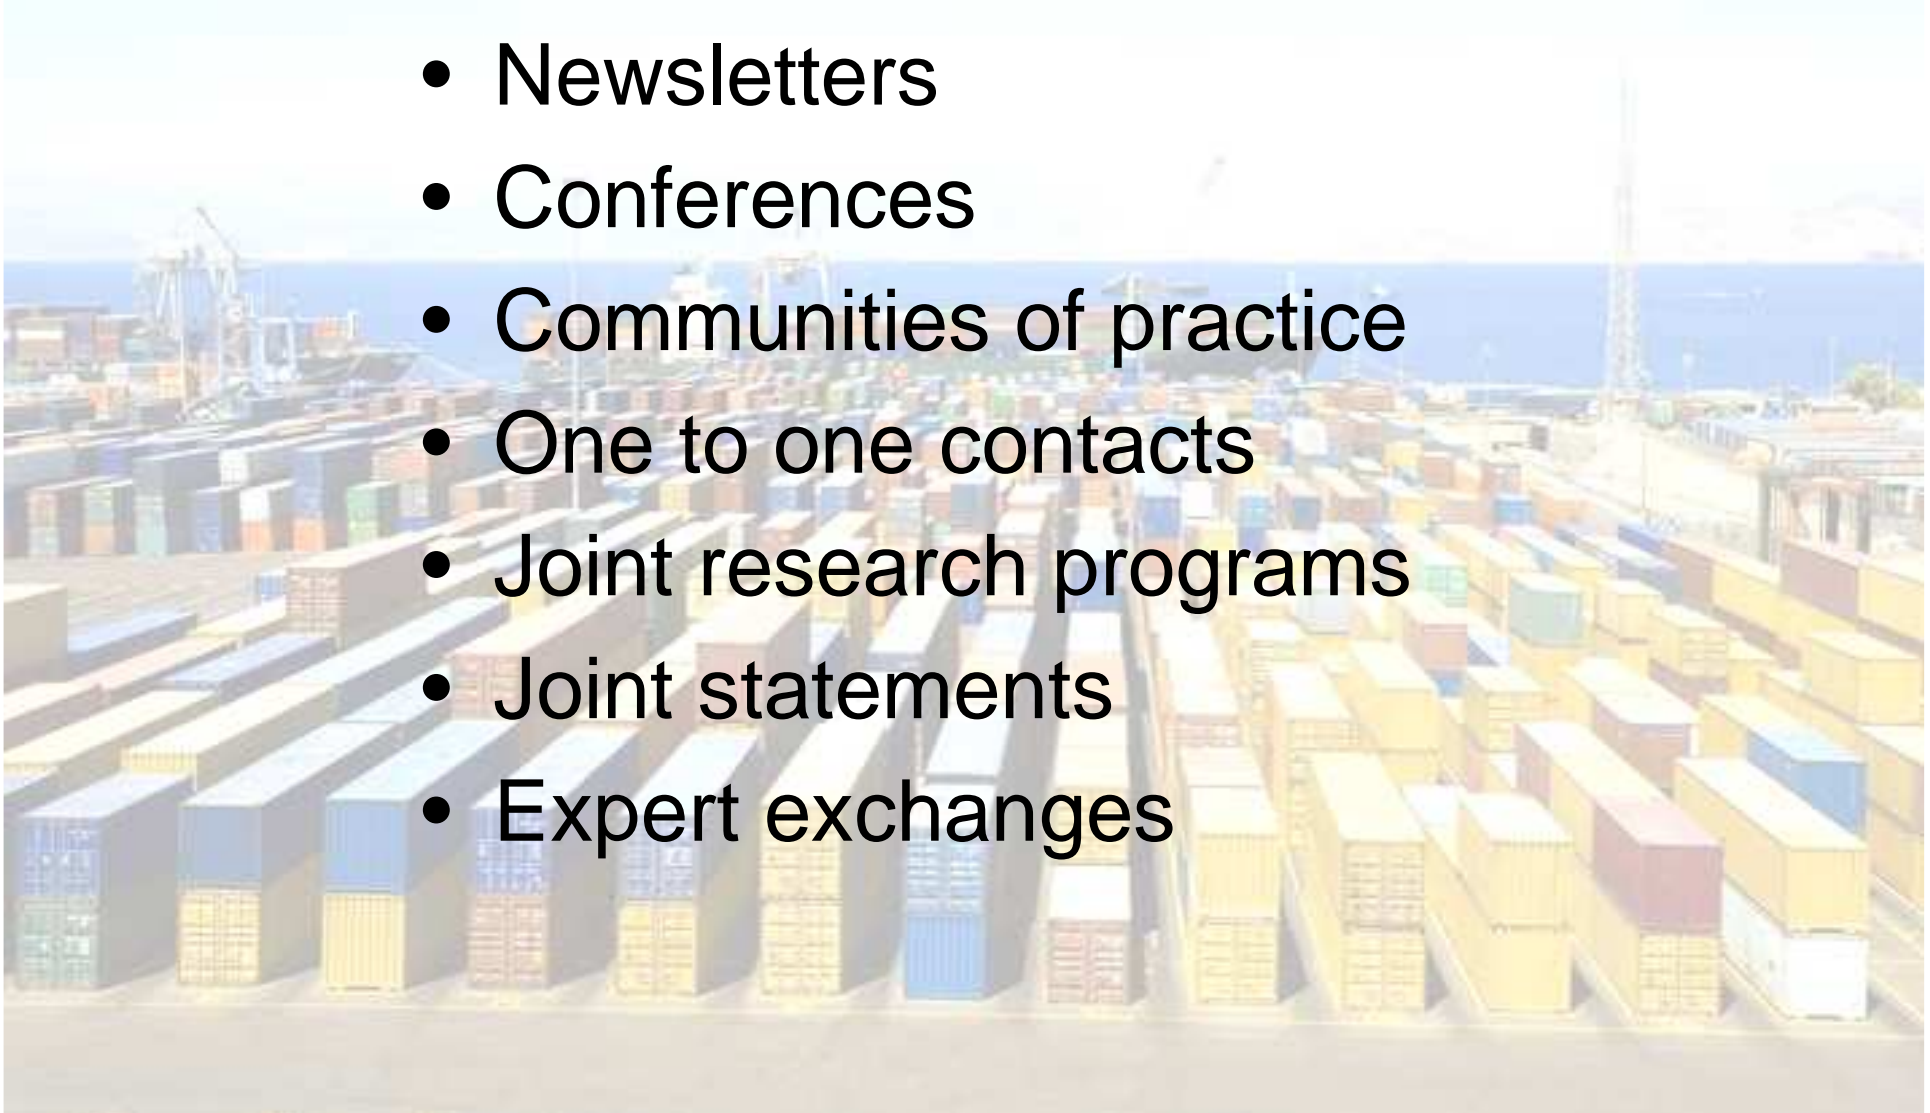 • Newsletters
• Conferences
• Communities of practice
• One to one contacts
• Joint research programs
• Joint statements
• Expert exchanges